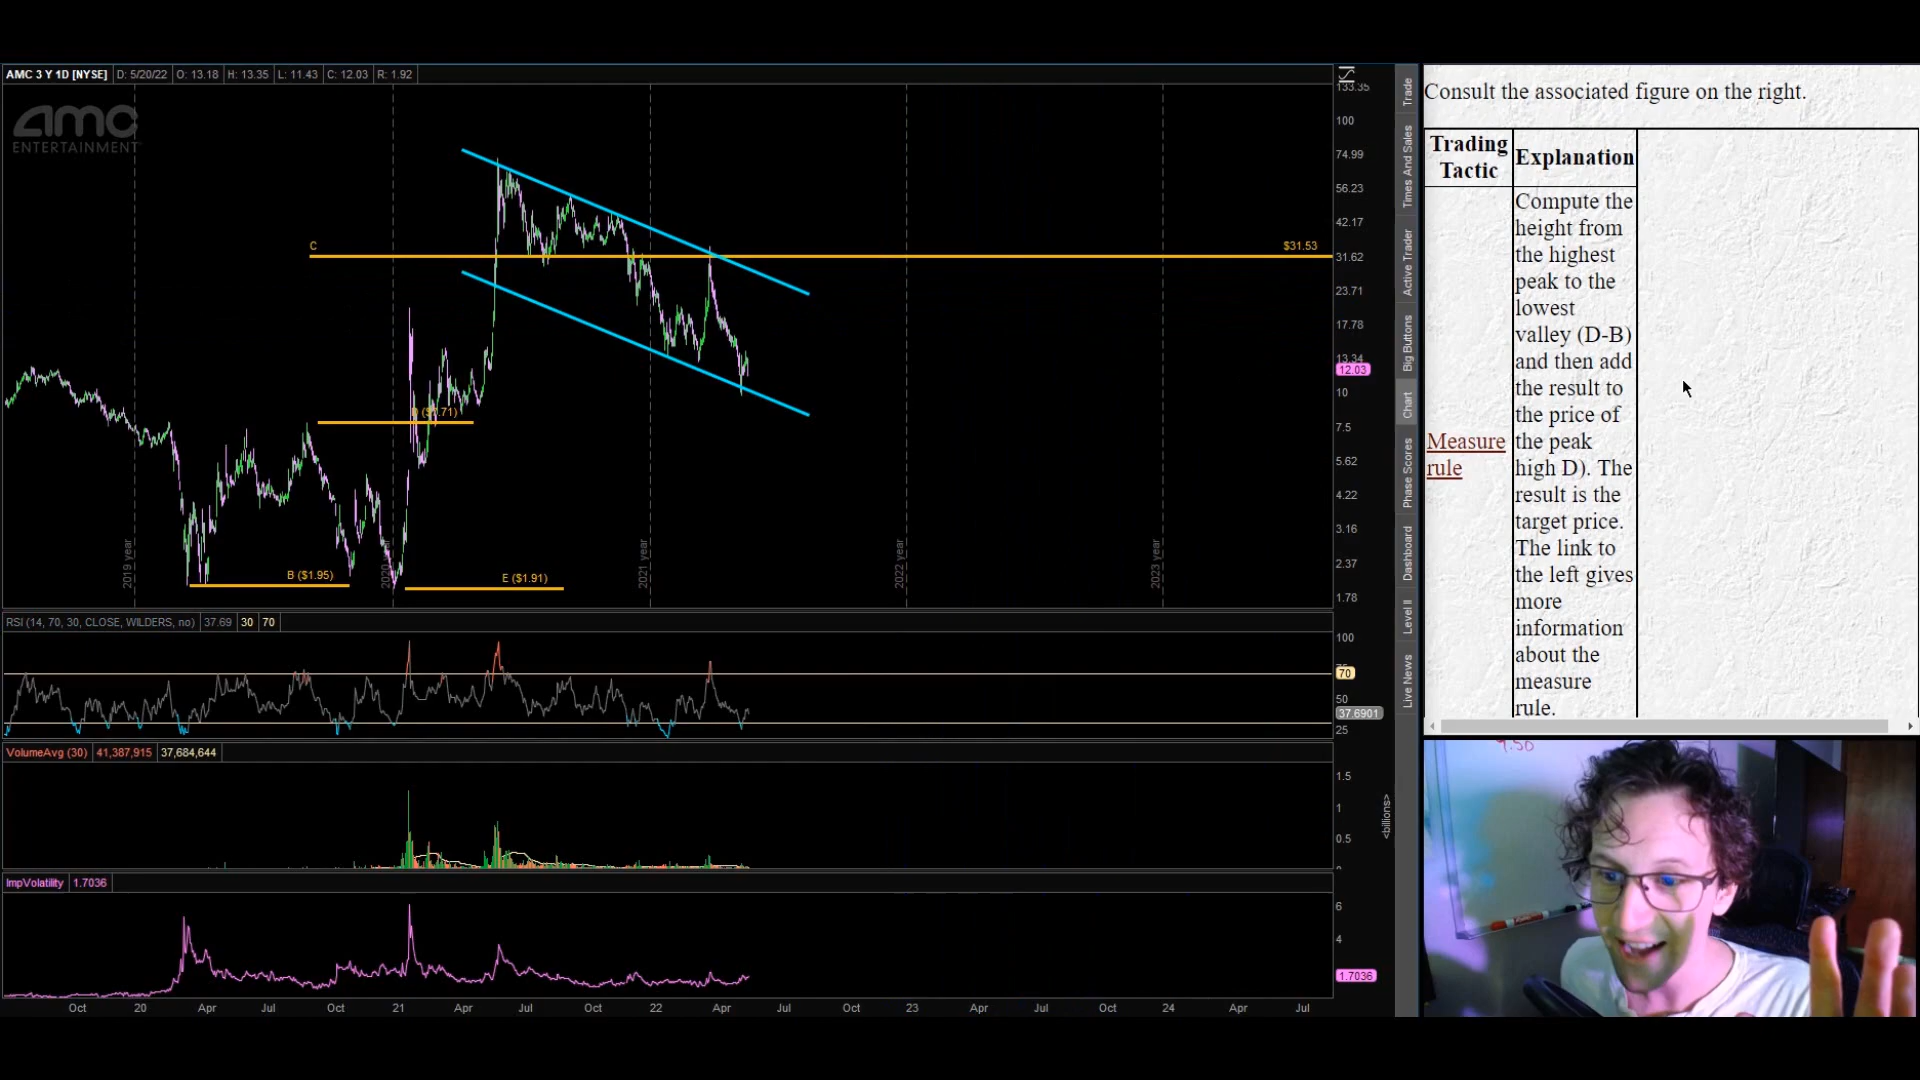 AMC 3 Y 1D [NYSE] D: 5/20/22 O: 13.18 H: 13.35 L: 11.43 C: 12.03 R: 1.92
amc
ENTERTAINMENT
133.35
100
74.99
56.23
42.17
C
$31.53
31.62
23.71
17.78
13.34
12.03
10
7.5
5.62
4.22
3.16
2.37
1.78
B ($1.95)
E ($1.91)
2019 year
2021 year
2022 year
2023 year
RSI (14, 70, 30, CLOSE, WILDERS, no) 37.69 30 70
100
70
50
37.6901
25
VolumeAvg (30) 41,387,915 37,684,644
1.5
1
0.5
<billions>
ImpVolatility 1.7036
6
4
1.7036
Oct 20 Apr Jul Oct 21 Apr Jul Oct 22 Apr Jul Oct 23 Apr Jul Oct 24 Apr Jul
Trade
Times And Sales
Active Trader
Big Buttons
Chart
Phase Scores
Dashboard
Level II
Live News
Consult the associated figure on the right.
Trading
Tactic
Explanation
Measure
rule
Compute the
height from
the highest
peak to the
lowest
valley (D-B)
and then add
the result to
the price of
the peak
high D). The
result is the
target price.
The link to
the left gives
more
information
about the
measure
rule.